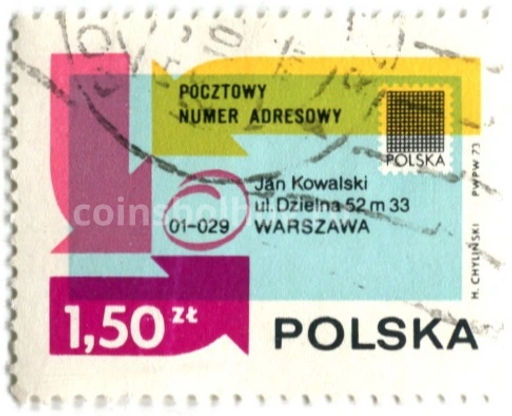 POCZTOWY
NUMER ADRESOWY
POLSKA
Jan Kowalski
ul. Dzielna 52 m 33
01-029 WARSZAWA
1,50 zł
POLSKA
H. CHYLIŃSKI PWPW 73